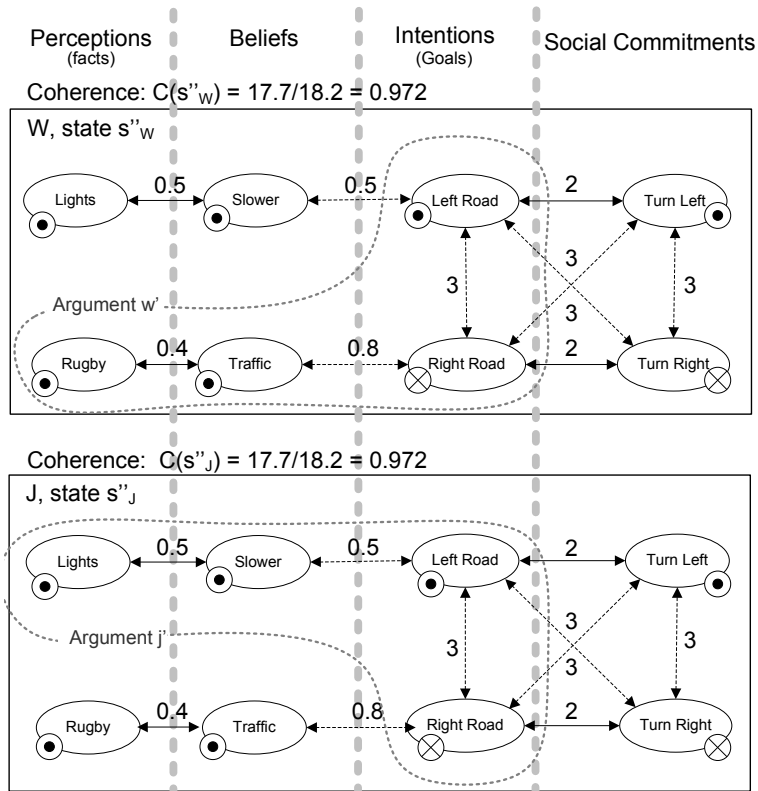 Perceptions Beliefs Intentions Social Commitments
(facts) (Goals)
Coherence: C(s''W) = 17.7/18.2 = 0.972
W, state s''W
Lights 0.5 Slower 0.5 Left Road 2 Turn Left
3 3 3 3
Argument w'
Rugby 0.4 Traffic 0.8 Right Road 2 Turn Right
Coherence: C(s''J) = 17.7/18.2 = 0.972
J, state s''J
Lights 0.5 Slower 0.5 Left Road 2 Turn Left
3 3 3 3
Argument j'
Rugby 0.4 Traffic 0.8 Right Road 2 Turn Right